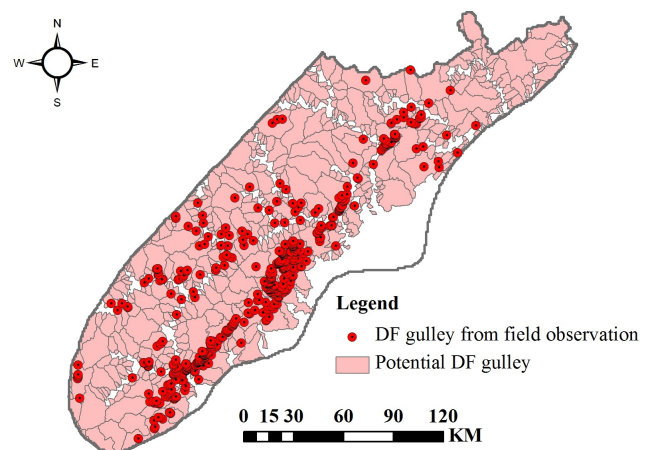 N
W E
S
Legend
DF gulley from field observation
Potential DF gulley
0 15 30 60 90 120
KM